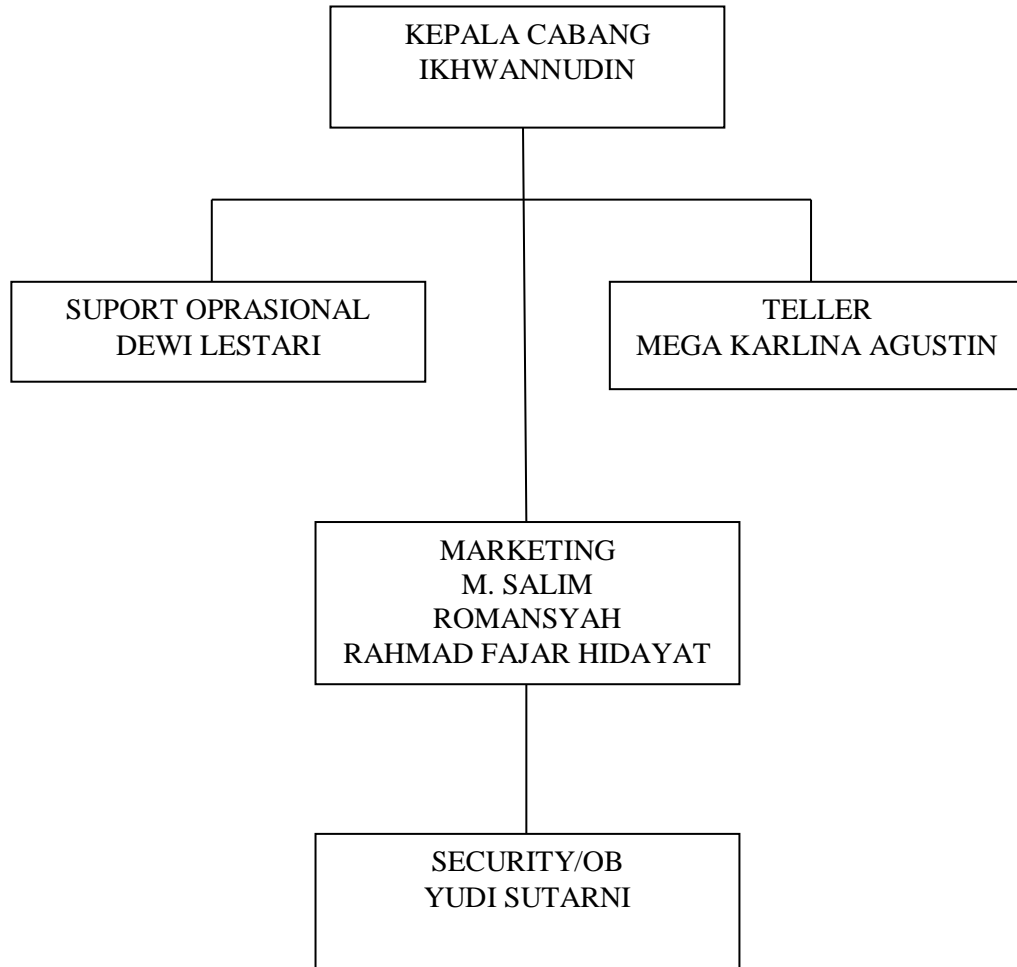 KEPALA CABANG
IKHWANNUDIN
SUPORT OPRASIONAL
DEWI LESTARI
TELLER
MEGA KARLINA AGUSTIN
MARKETING
M. SALIM
ROMANSYAH
RAHMAD FAJAR HIDAYAT
SECURITY/OB
YUDI SUTARNI